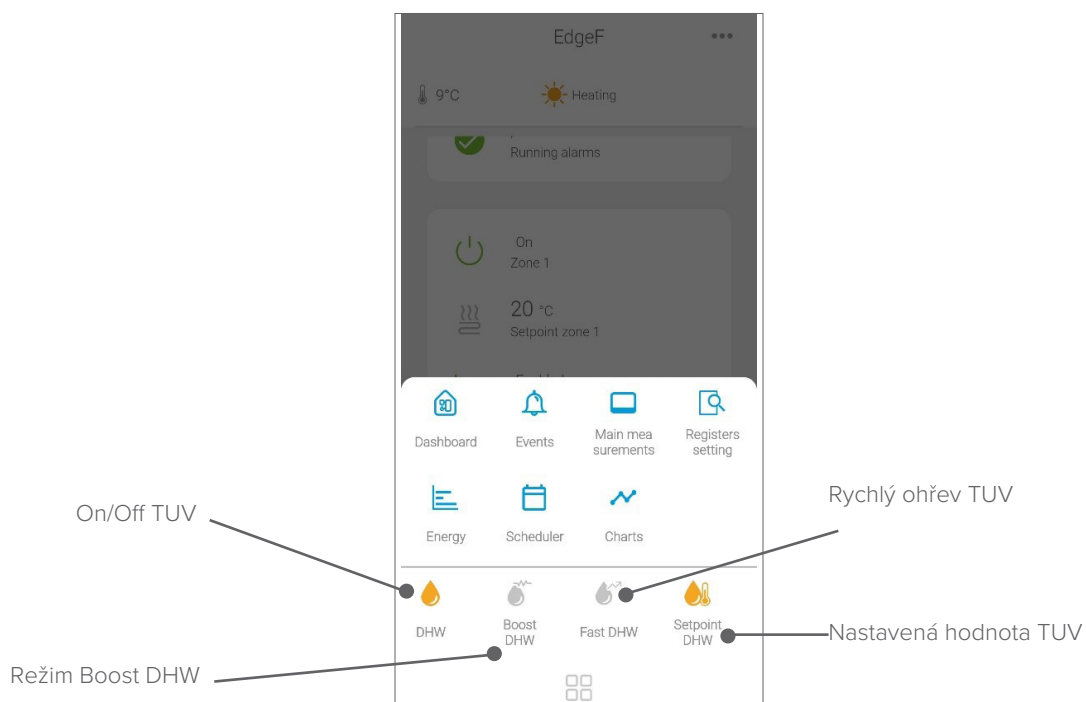 EdgeF
9°C
Heating
Running alarms
On
Zone 1
20 °C
Setpoint zone 1
Dashboard
Events
Main mea
surements
Registers
setting
Energy
Scheduler
Charts
DHW
Boost
DHW
Fast DHW
Setpoint
DHW
On/Off TUV
Režim Boost DHW
Rychlý ohřev TUV
Nastavená hodnota TUV